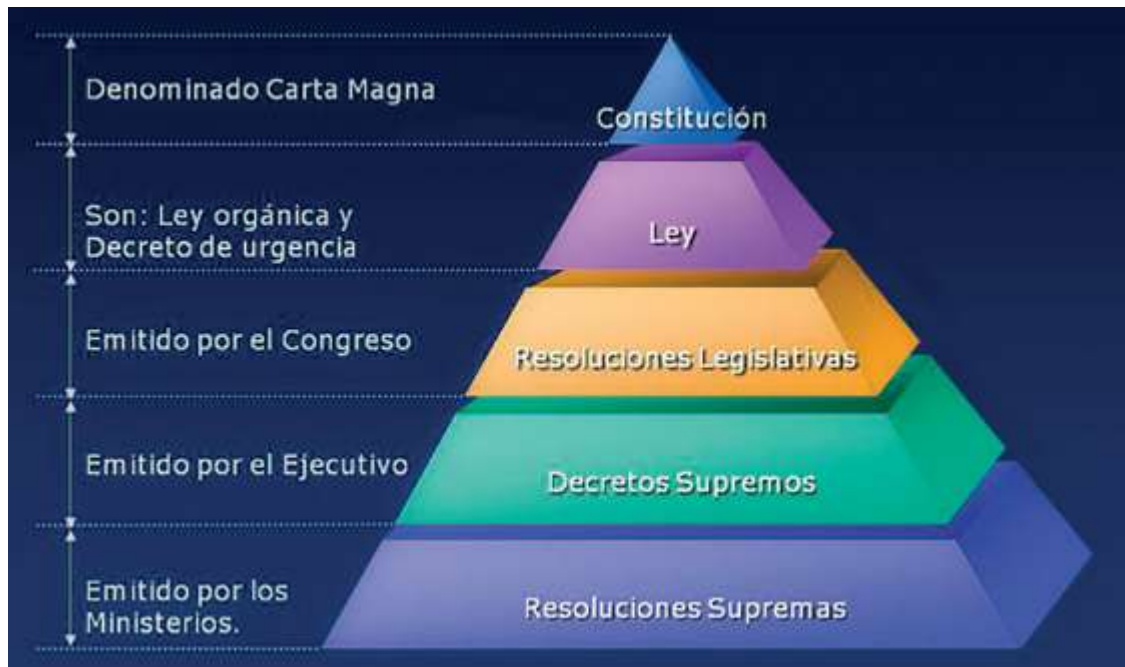 Denominado Carta Magna
Constitución
Son: Ley orgánica y
Decreto de urgencia
Ley
Emitido por el Congreso
Resoluciones Legislativas
Emitido por el Ejecutivo
Decretos Supremos
Emitido por los
Ministerios.
Resoluciones Supremas